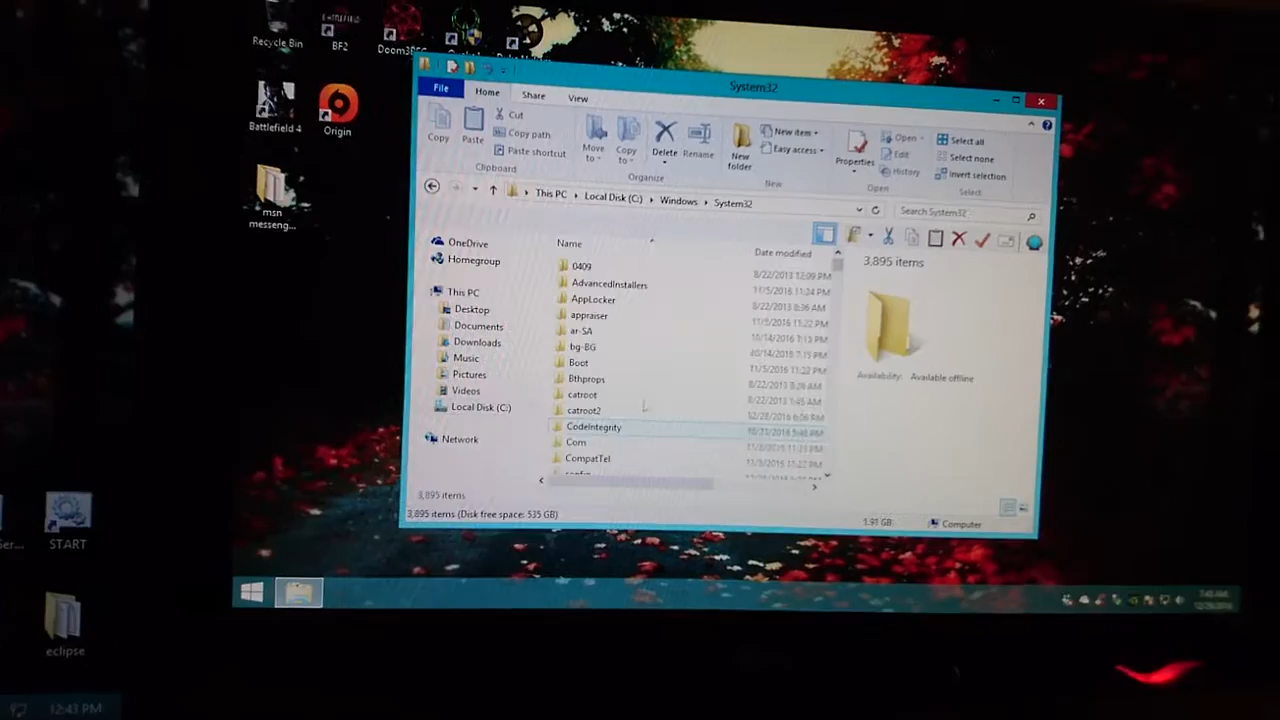 Recycle Bin
BF2
Battlefield 4
Origin
msn
messeng...
START
eclipse
12:43 PM
System32
File
Home
Share
View
Copy
Paste
Cut
Copy path
Paste shortcut
Clipboard
Move
to
Copy
to
Delete
Rename
Organize
New
folder
New item
Easy access
New
Properties
Open
Edit
History
Open
Select all
Select none
Invert selection
Select
This PC
Local Disk (C:)
Windows
System32
Search System32
OneDrive
Homegroup
This PC
Desktop
Documents
Downloads
Music
Pictures
Videos
Local Disk (C:)
Network
Name
Date modified
0409
8/22/2013 12:09 PM
AdvancedInstallers
11/5/2016 11:24 PM
AppLocker
8/22/2013 8:36 AM
appraiser
11/5/2016 11:22 PM
ar-SA
10/14/2016 7:15 PM
bg-BG
10/14/2016 7:15 PM
Boot
11/5/2016 11:23 PM
Bthprops
8/22/2013 8:36 AM
catroot
8/22/2013 1:45 AM
catroot2
CodeIntegrity
Com
CompatTel
11/5/2016 11:22 PM
3,895 items
Availability: Available offline
3,895 items
3,895 items (Disk free space: 535 GB)
1.91 GB
Computer